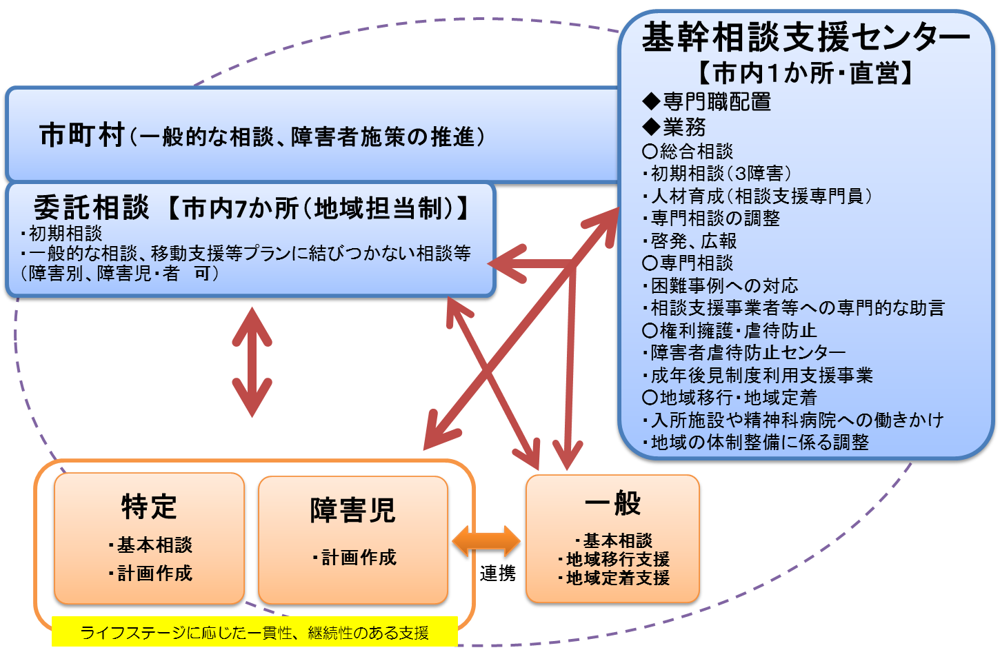 基幹相談支援センター
【市内１か所・直営】
◆専門職配置
◆業務
○総合相談
・初期相談（３障害）
・人材育成（相談支援専門員）
・専門相談の調整
・啓発、広報
○専門相談
・困難事例への対応
・相談支援事業者等への専門的な助言
○権利擁護・虐待防止
・障害者虐待防止センター
・成年後見制度利用支援事業
○地域移行・地域定着
・入所施設や精神科病院への働きかけ
・地域の体制整備に係る調整
市町村（一般的な相談、障害者施策の推進）
委託相談 【市内7か所（地域担当制）】
・初期相談
・一般的な相談、移動支援等プランに結びつかない相談等
（障害別、障害児・者　可）
特定
・基本相談
・計画作成
障害児
・計画作成
連携
一般
・基本相談
・地域移行支援
・地域定着支援
ライフステージに応じた一貫性、継続性のある支援